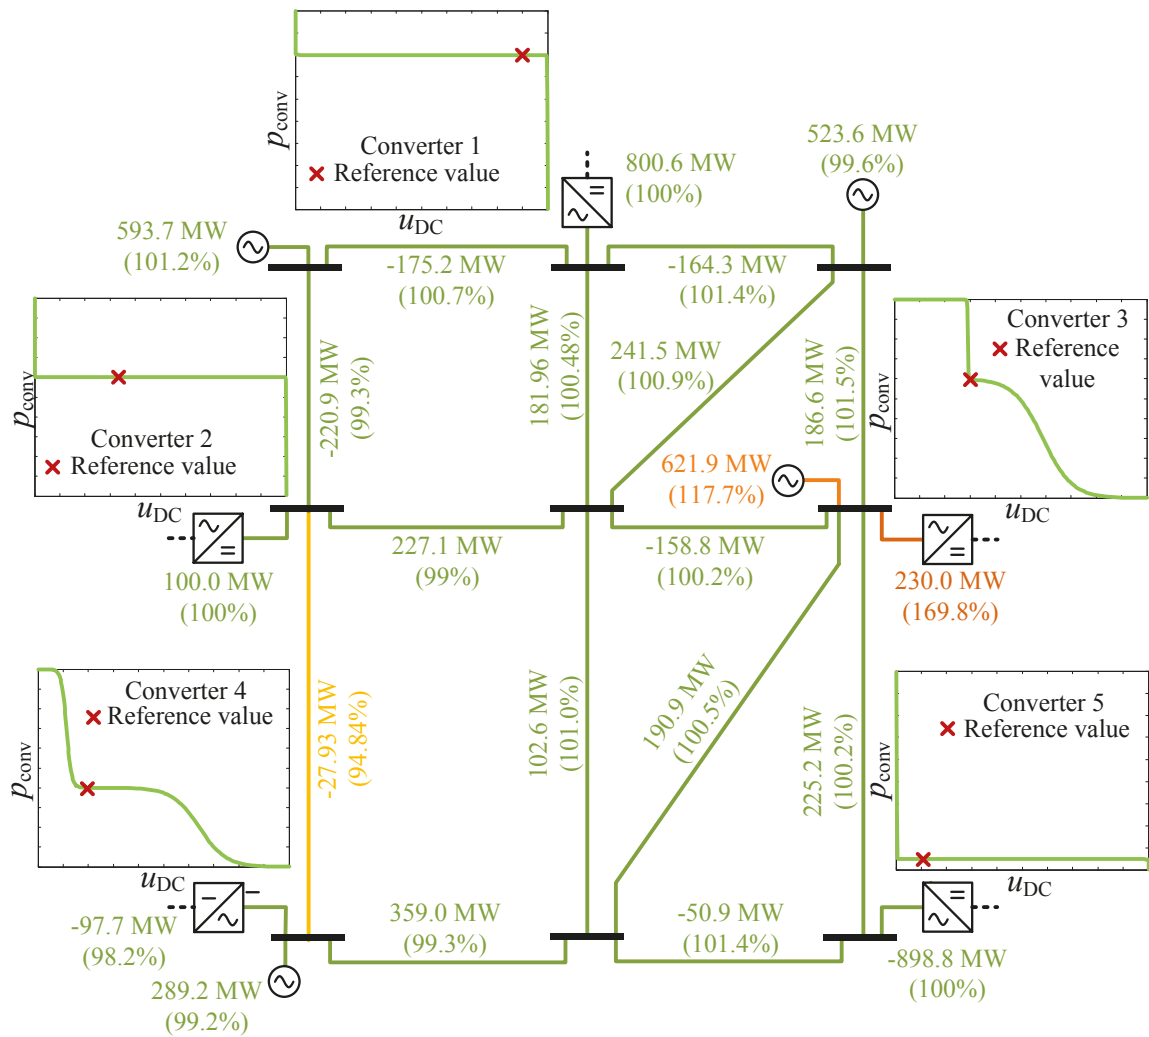 p_conv
Converter 1
Reference value
u_DC
800.6 MW
(100%)
523.6 MW
(99.6%)
593.7 MW
(101.2%)
-175.2 MW
(100.7%)
-164.3 MW
(101.4%)
p_conv
Converter 2
Reference value
u_DC
-220.9 MW
(99.3%)
181.96 MW
(100.48%)
241.5 MW
(100.9%)
186.6 MW
(101.5%)
p_conv
Converter 3
Reference
value
u_DC
621.9 MW
(117.7%)
100.0 MW
(100%)
227.1 MW
(99%)
-158.8 MW
(100.2%)
230.0 MW
(169.8%)
p_conv
Converter 4
Reference value
u_DC
-27.93 MW
(94.84%)
102.6 MW
(101.0%)
190.9 MW
(100.5%)
225.2 MW
(100.2%)
p_conv
Converter 5
Reference value
u_DC
-97.7 MW
(98.2%)
359.0 MW
(99.3%)
-50.9 MW
(101.4%)
-898.8 MW
(100%)
289.2 MW
(99.2%)